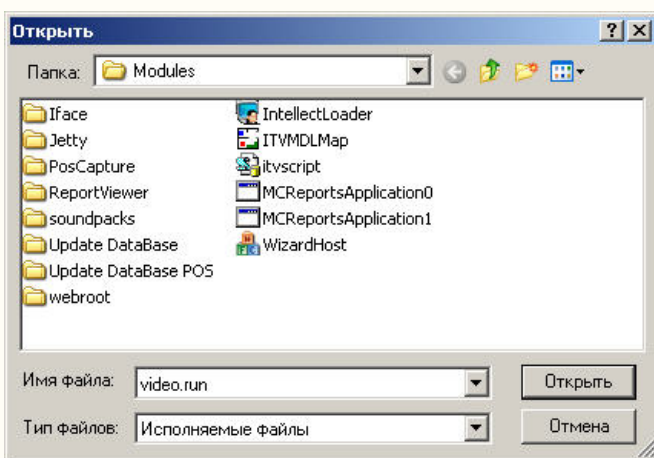 Открыть
Папка: Modules
Iface
Jetty
PosCapture
ReportViewer
soundpacks
Update DataBase
Update DataBase POS
webroot
IntellectLoader
ITVMDLMap
itvscript
MCReportsApplication0
MCReportsApplication1
WizardHost
Имя файла: video.run Открыть
Тип файлов: Исполняемые файлы Отмена